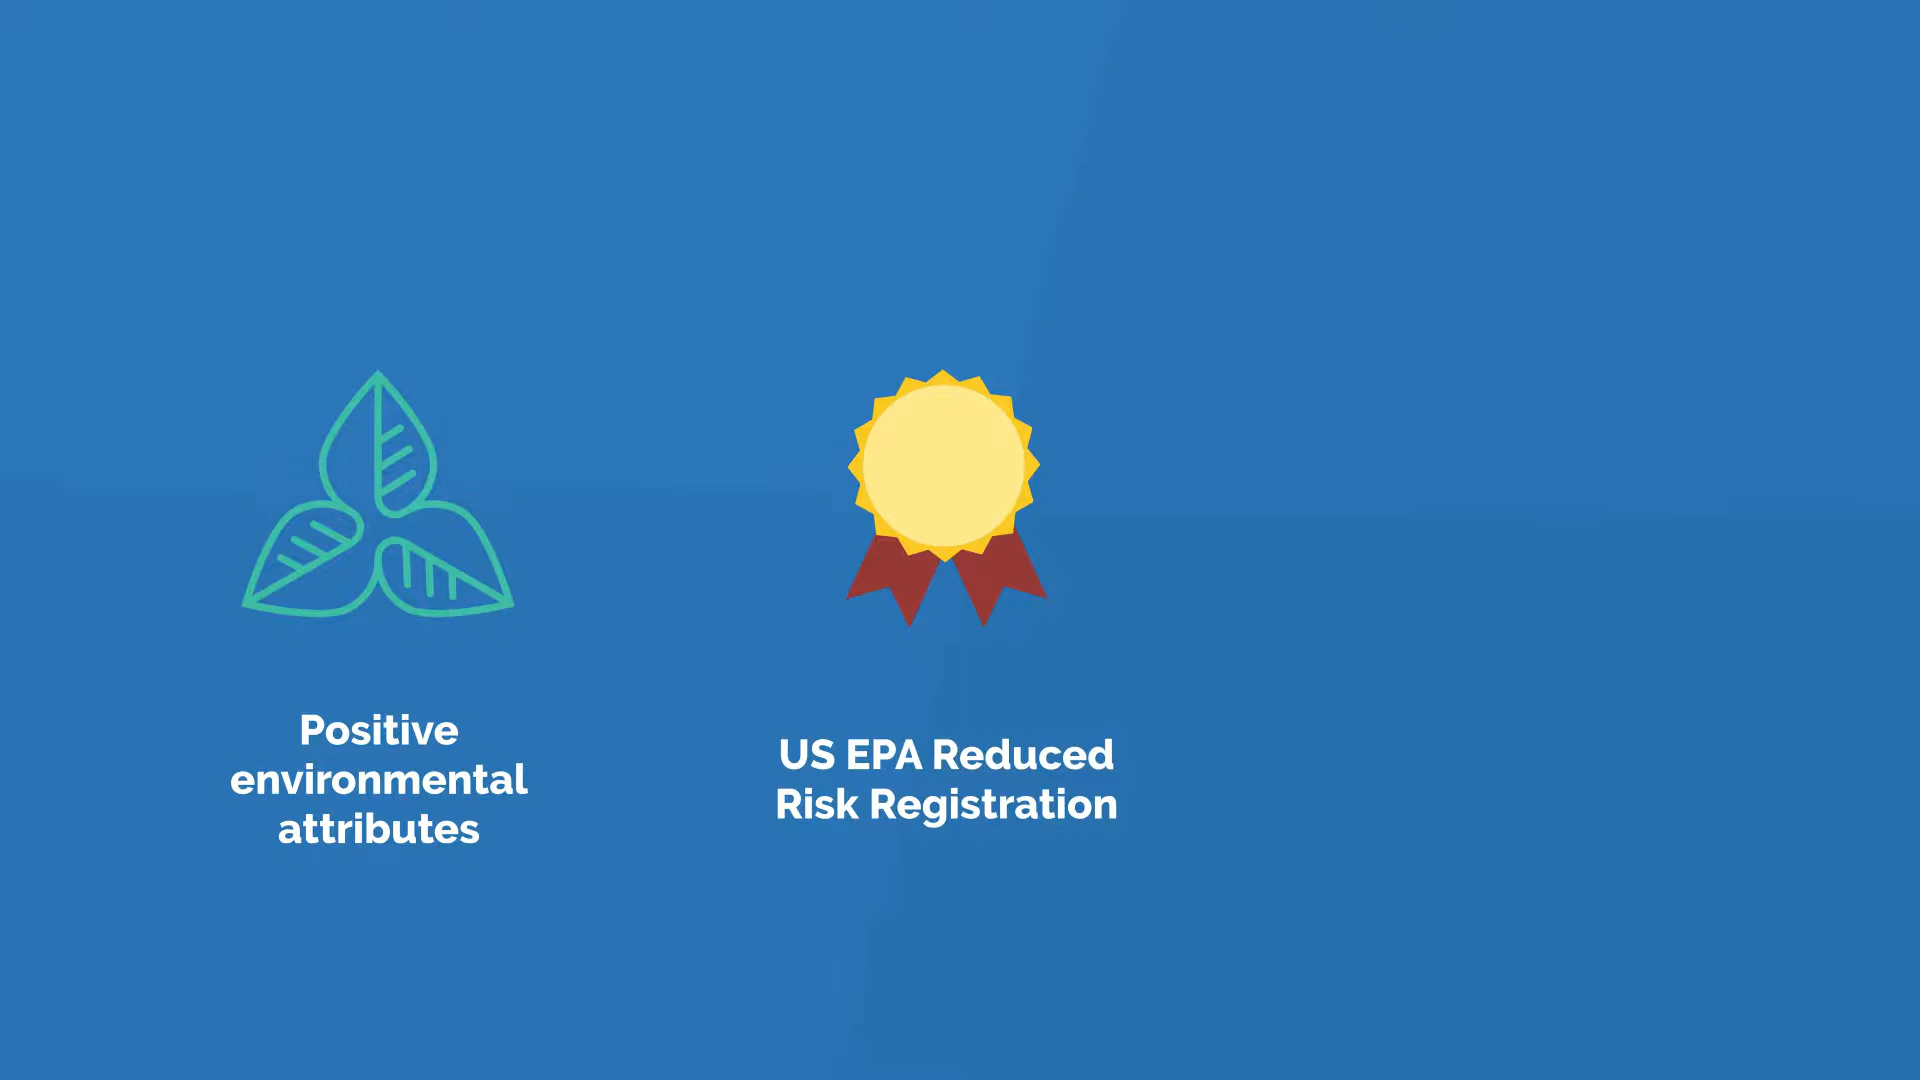 Positive
environmental
attributes
US EPA Reduced
Risk Registration